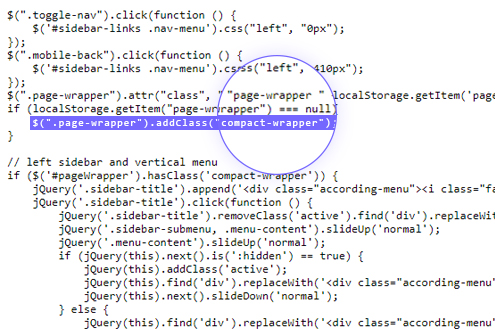 $(".toggle-nav").click(function () {
$('#sidebar-links .nav-menu').css("left", "0px");
});
$(".mobile-back").click(function () {
$('#sidebar-links .nav-menu').csss "left", 410px");
});
$(".page-wrapper").attr("class", " "page-wrapper " localStorage.getItem('page
if (localStorage.getItem("page-wrapper") === null)
$(".page-wrapper").addClass("compact-wrapper")
}
// left sidebar and vertical menu
if ($('#pageWrapper').hasClass('compact-wrapper')) {
jQuery('.sidebar-title').append('<div class="according-menu"><i class="fa
jQuery('.sidebar-title').click(function () {
jQuery('.sidebar-title').removeClass('active').find('div').replaceWith
jQuery('.sidebar-submenu, .menu-content').slideUp('normal');
jQuery('.menu-content').slideUp('normal');
if (jQuery(this).next().is(':hidden') == true) {
jQuery(this).addClass('active');
jQuery(this).find('div').replaceWith('<div class="according-menu"
jQuery(this).next().slideDown('normal');
} else {
jQuery(this).find('div').replaceWith('<div class="according-menu"